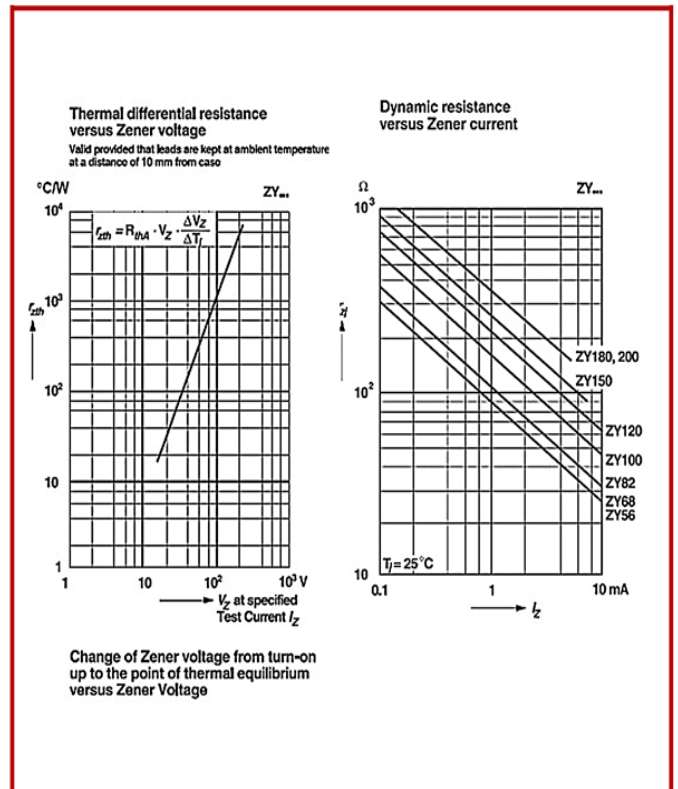 Thermal differential resistance
versus Zener voltage
Valid provided that leads are kept at ambient temperature
at a distance of 10 mm from caso
°C/W
ZY...
10⁴
r_zth = R_thA · V_Z · ΔV_Z / ΔT_j
r_zth
10³
10²
10
1
1
10
10²
10³ V
V_Z at specified
Test Current I_Z
Change of Zener voltage from turn-on
up to the point of thermal equilibrium
versus Zener Voltage
Dynamic resistance
versus Zener current
Ω
ZY...
10³
r_zj
ZY180, 200
ZY150
10²
ZY120
ZY100
ZY82
ZY68
ZY56
T_j = 25°C
10
0.1
1
10 mA
I_Z